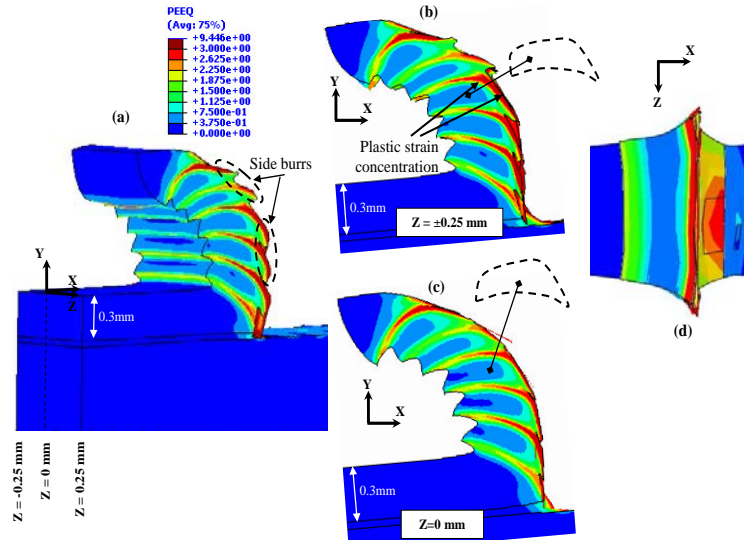 PEEQ
(Avg: 75%)
+9.446e+00
+3.000e+00
+2.625e+00
+2.250e+00
+1.875e+00
+1.500e+00
+1.125e+00
+7.500e-01
+3.750e-01
+0.000e+00
(a)
Side burrs
Y
X
Z
0.3mm
Z = -0.25 mm
Z = 0 mm
Z = 0.25 mm
(b)
Y
X
Plastic strain
concentration
0.3mm
Z = ±0.25 mm
(c)
Y
X
0.3mm
Z=0 mm
X
Z
(d)